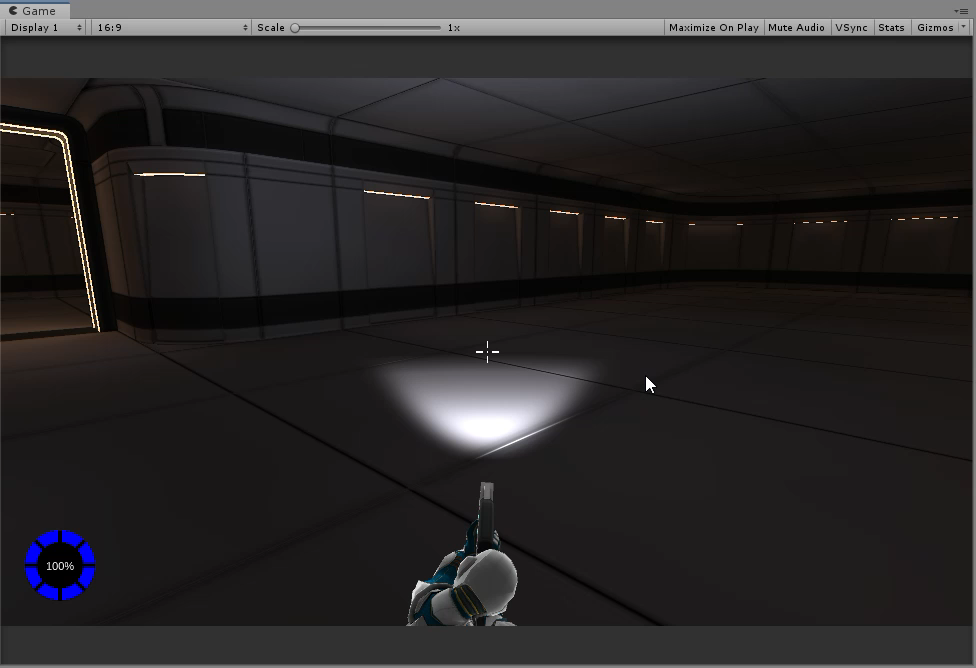 Game
Display 1 16:9 Scale 1x Maximize On Play Mute Audio VSync Stats Gizmos
100%